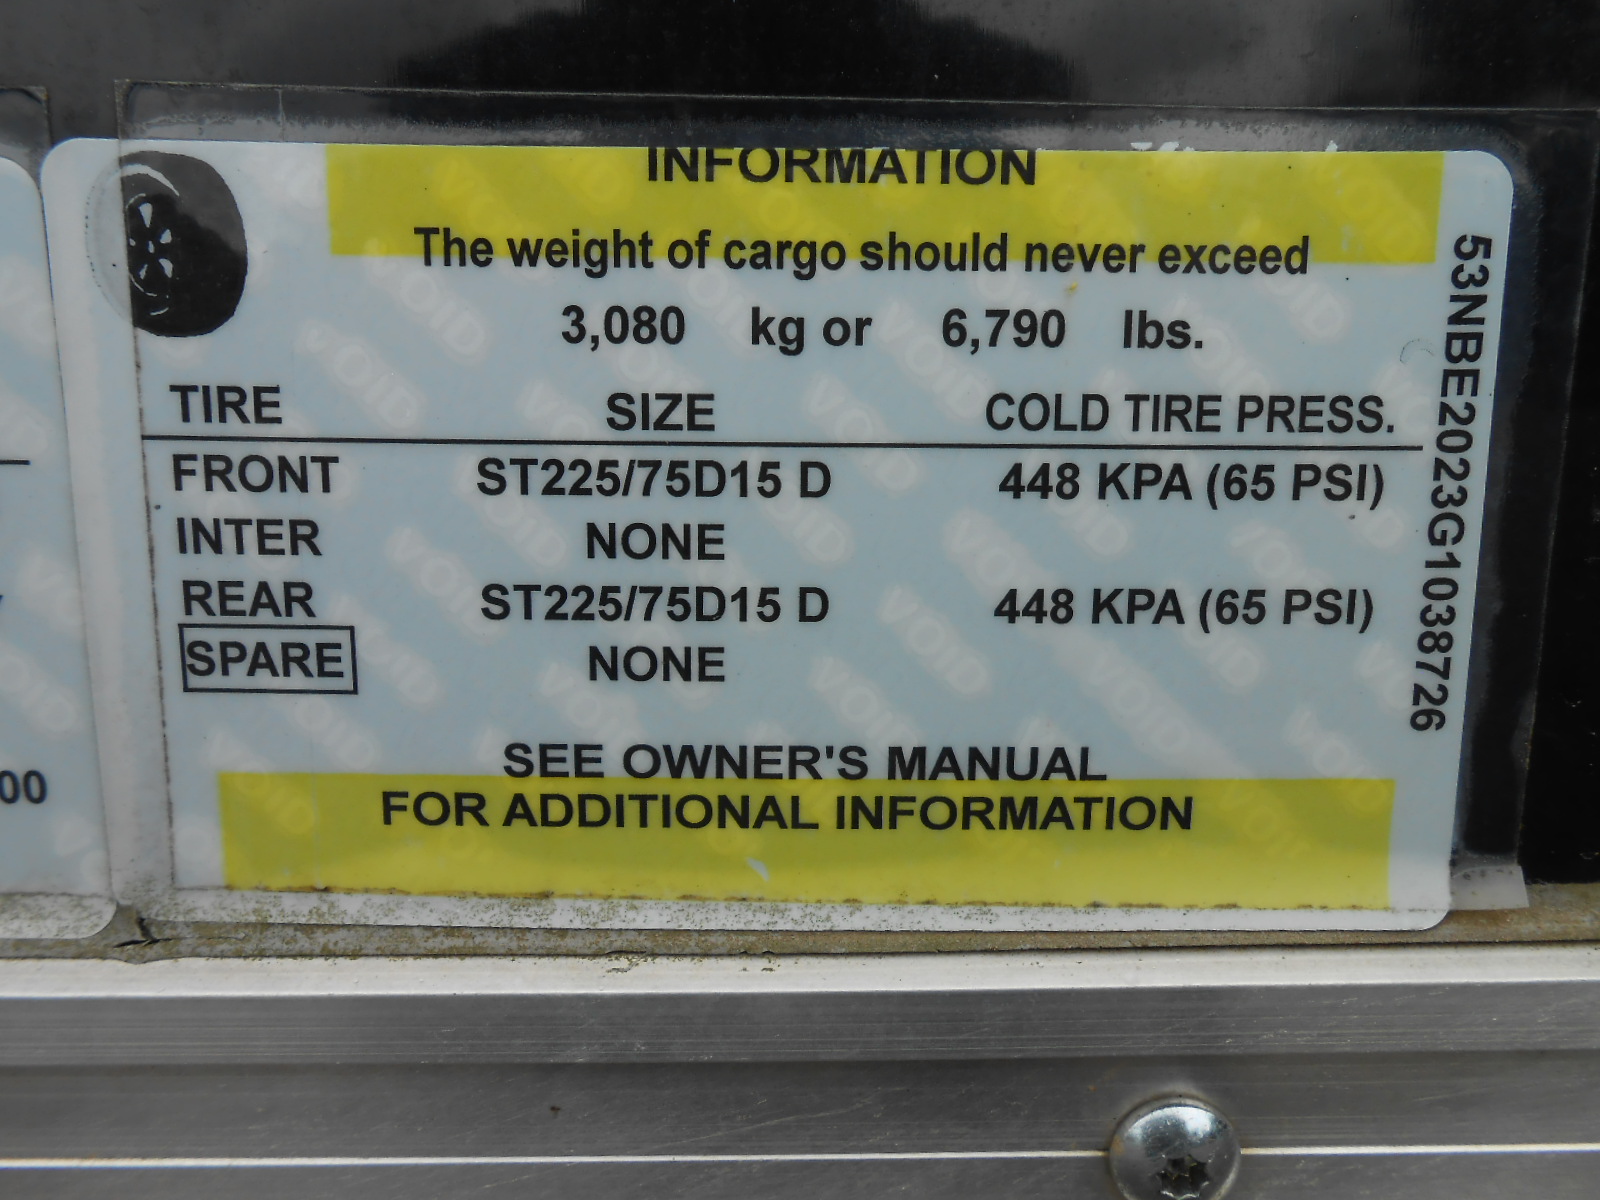 INFORMATION
The weight of cargo should never exceed
3,080 kg or 6,790 lbs.
TIRE SIZE COLD TIRE PRESS.
FRONT ST225/75D15 D 448 KPA (65 PSI)
INTER NONE
REAR ST225/75D15 D 448 KPA (65 PSI)
SPARE NONE
SEE OWNER'S MANUAL
FOR ADDITIONAL INFORMATION
53NBE2023G1038726
00